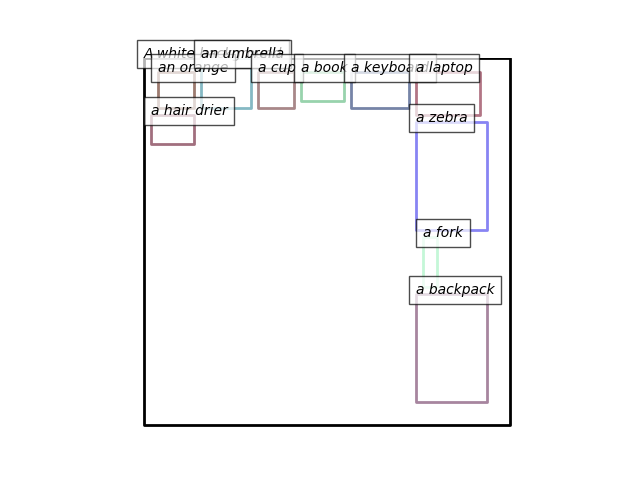 A white
an umbrella
an orange
a cup
a book
a keyboard
a laptop
a hair drier
a zebra
a fork
a backpack